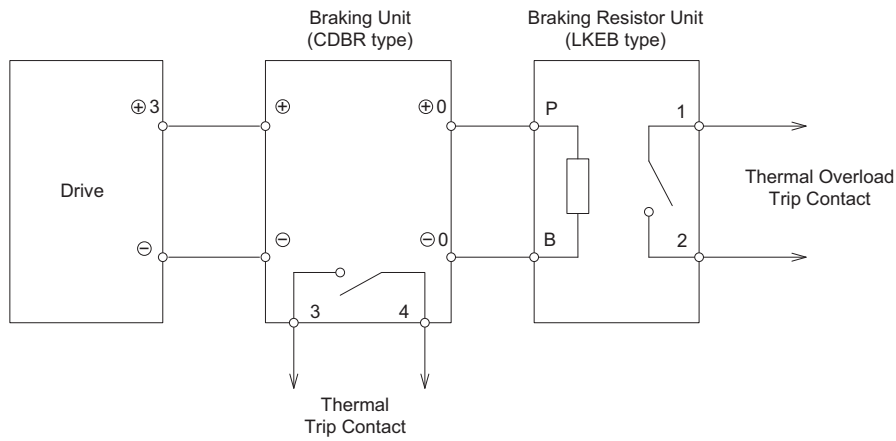 Braking Unit
(CDBR type)
Braking Resistor Unit
(LKEB type)
⊕ 3
⊕
⊕ 0
P
1
Drive
Thermal Overload
Trip Contact
⊖
⊖
⊖ 0
B
2
3
4
Thermal
Trip Contact